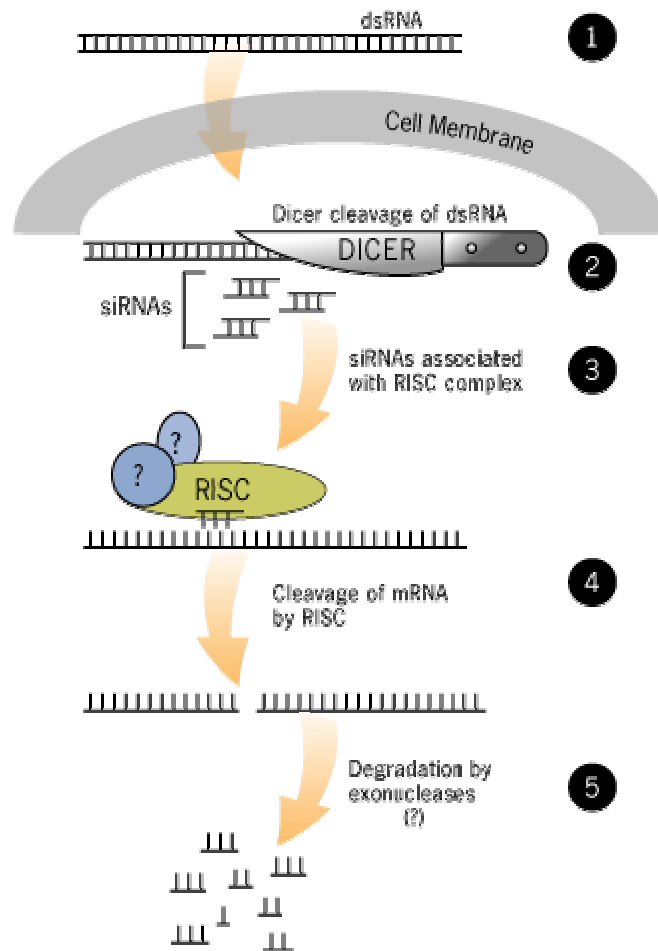 dsRNA
1
Cell Membrane
Dicer cleavage of dsRNA
DICER
2
siRNAs
siRNAs associated
with RISC complex
3
?
?
RISC
Cleavage of mRNA
by RISC
4
Degradation by
exonucleases
(?)
5